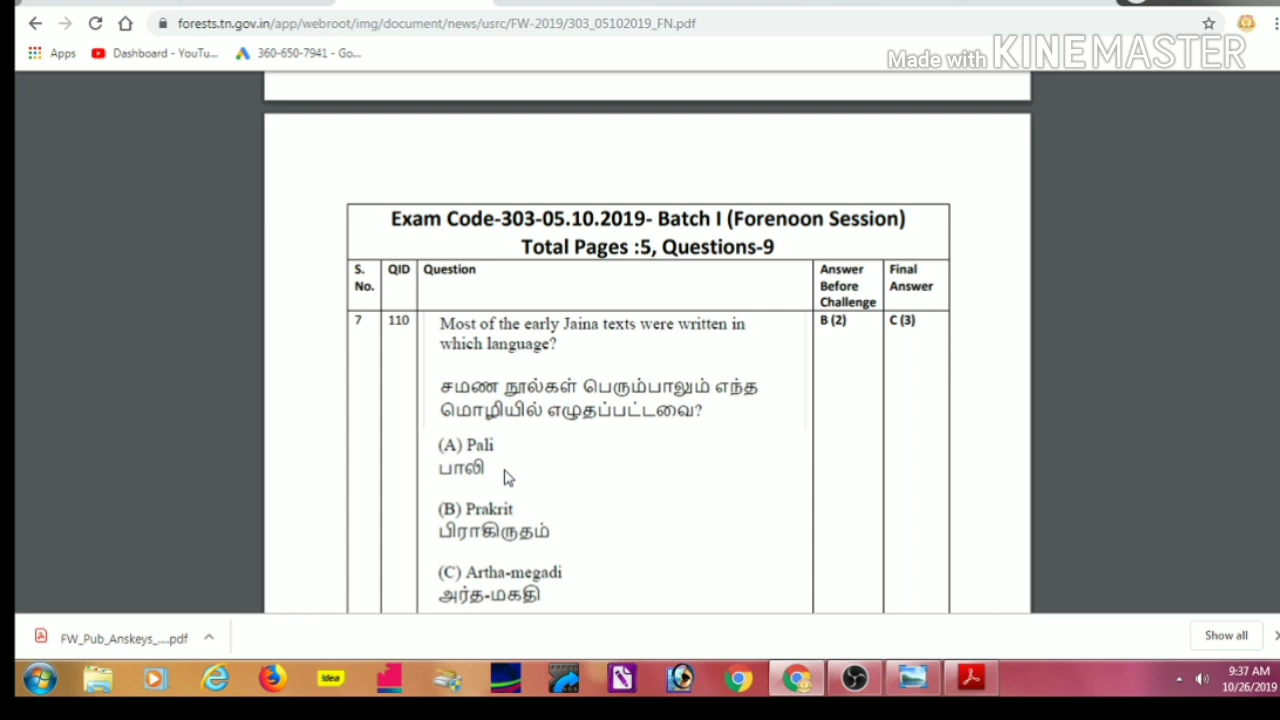 forests.tn.gov.in/app/webroot/img/document/news/usrc/FW-2019/303_05102019_FN.pdf
Apps Dashboard - YouTu... 360-650-7941 - Go...
Made with KINEMASTER
Exam Code-303-05.10.2019- Batch I (Forenoon Session)
Total Pages :5, Questions-9
S. No. QID Question Answer Before Challenge Final Answer
7 110 Most of the early Jaina texts were written in B (2) C (3)
which language?
சமண நூல்கள் பெரும்பாலும் எந்த
மொழியில் எழுதப்பட்டவை?
(A) Pali
பாலி
(B) Prakrit
பிராகிருதம்
(C) Artha-megadi
அர்த-மகதி
FW_Pub_Anskeys_....pdf Show all
idea
9:37 AM
10/26/2019